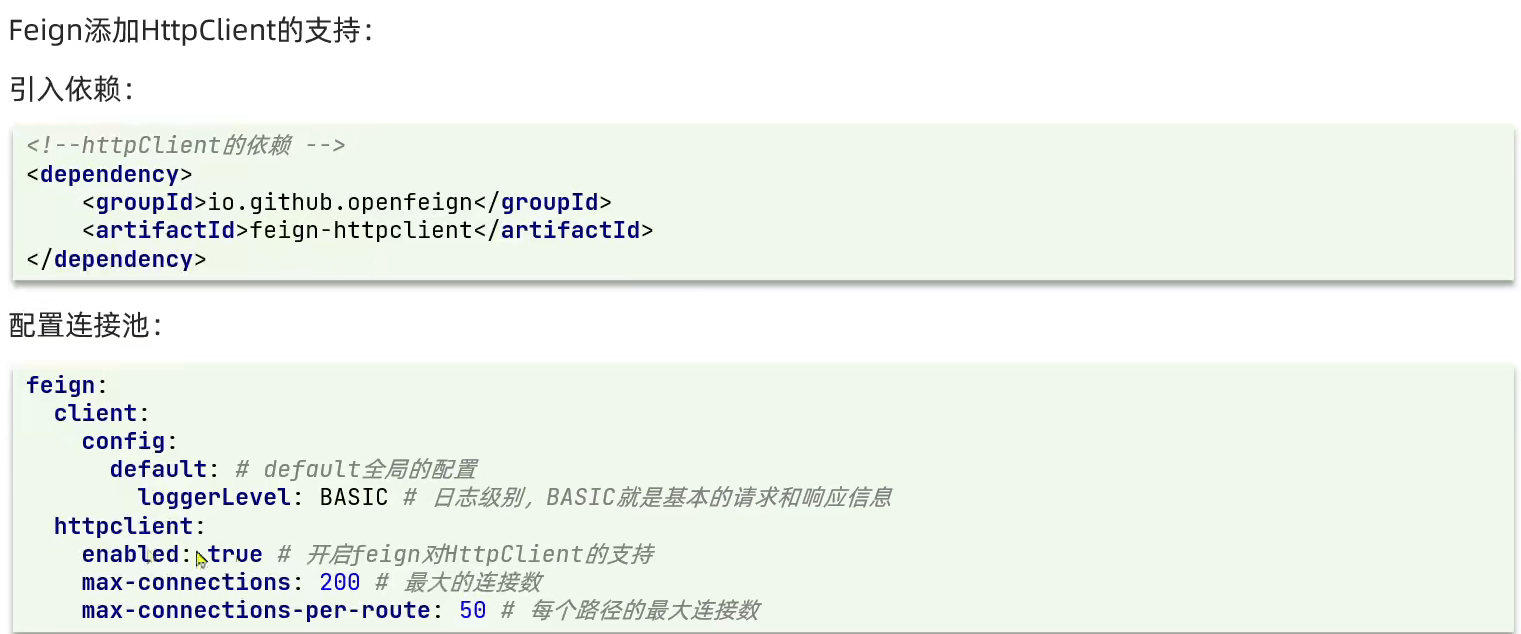 Feign添加HttpClient的支持：
引入依赖：
<!--httpClient的依赖 -->
<dependency>
    <groupId>io.github.openfeign</groupId>
    <artifactId>feign-httpclient</artifactId>
</dependency>
配置连接池：
feign:
  client:
    config:
      default: # default全局的配置
        loggerLevel: BASIC # 日志级别，BASIC就是基本的请求和响应信息
  httpclient:
    enabled: true # 开启feign对HttpClient的支持
    max-connections: 200 # 最大的连接数
    max-connections-per-route: 50 # 每个路径的最大连接数